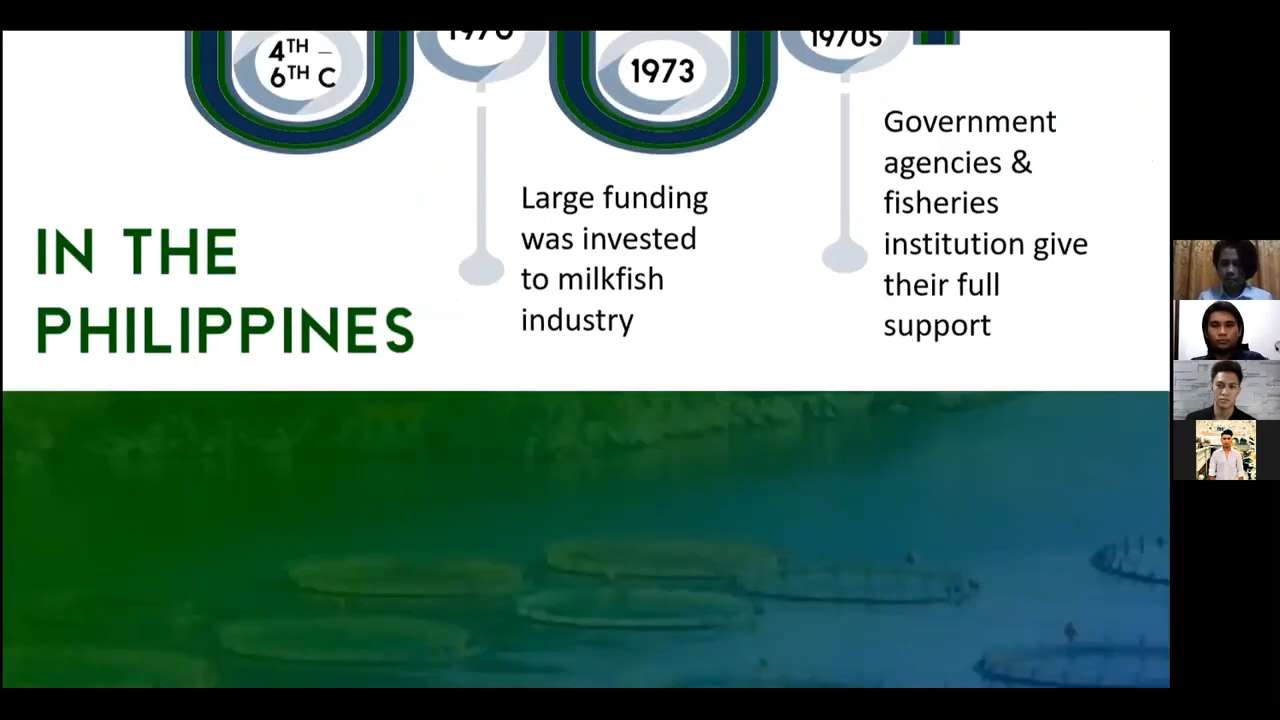 4TH –
6TH C
1970
1973
1970S
Large funding
was invested
to milkfish
industry
Government
agencies &
fisheries
institution give
their full
support
IN THE
PHILIPPINES